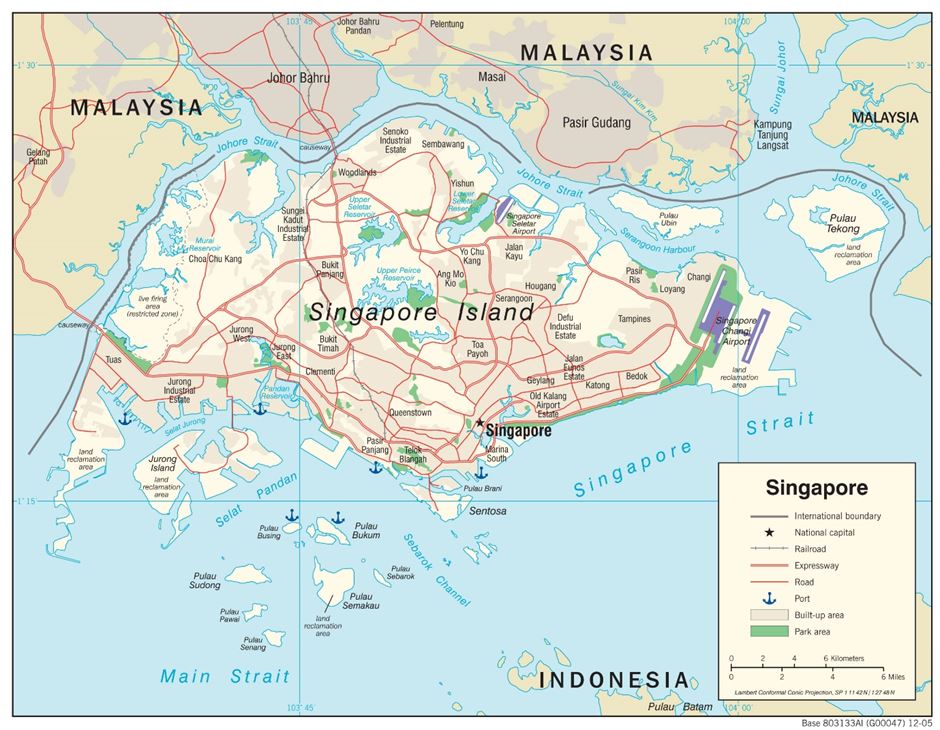 103 45
Johor Bahru
Pandan
Pelentung
104 00
1 30
MALAYSIA
Johor Bahru
MALAYSIA
Masai
Sungai Kim Kim
Sungai Johor
Pasir Gudang
MALAYSIA
Kampung
Tanjung
Langsat
Gelang
Patah
Johore Strait
causeway
Senoko
Industrial
Estate
Sembawang
Woodlands
Yishun
Lower
Seletar
Reservoir
Johore Strait
Johore Strait
Upper
Seletar
Reservoir
Singapore
Seletar
Airport
Pulau
Ubin
Pulau
Tekong
land
reclamation
area
Sungei
Kadut
Industrial
Estate
Serangoon Harbour
Murai
Reservoir
Choa Chu Kang
Yo Chu
Kang
Jalan
Kayu
Bukit
Panjang
Upper Peirce
Reservoir
Ang Mo
Kio
Hougang
Pasir
Ris
Changi
Loyang
live firing
area
(restricted zone)
Serangoon
Singapore Island
causeway
Defu
Industrial
Estate
Tampines
Singapore
Changi
Airport
Jurong
West
Jurong
East
Bukit
Timah
Toa
Payoh
Tuas
Clementi
Jalan
Eunos
Estate
land
reclamation
area
Jurong
Industrial
Estate
Pandan
Reservoir
Geylang
Katong
Bedok
Old Kalang
Airport
Estate
Queenstown
Selat Jurong
Singapore
Singapore Strait
Pasir
Panjang
Telok
Blangah
Marina
South
land
reclamation
area
Jurong
Island
land
reclamation
area
Selat Pandan
Pulau Brani
Sentosa
1 15
Pulau
Busing
Pulau
Bukum
Sebarok Channel
Pulau
Sudong
Pulau
Sebarok
Pulau
Semakau
Pulau
Pawai
land
reclamation
area
Pulau
Senang
Main Strait
INDONESIA
Pulau Batam
103 45
104 00
Singapore
International boundary
National capital
Railroad
Expressway
Road
Port
Built-up area
Park area
0 2 4 6 Kilometers
0 2 4 6 Miles
Lambert Conformal Conic Projection, SP 1 11 42 N / 1 27 48 N
Base 803133AI (G00047) 12-05